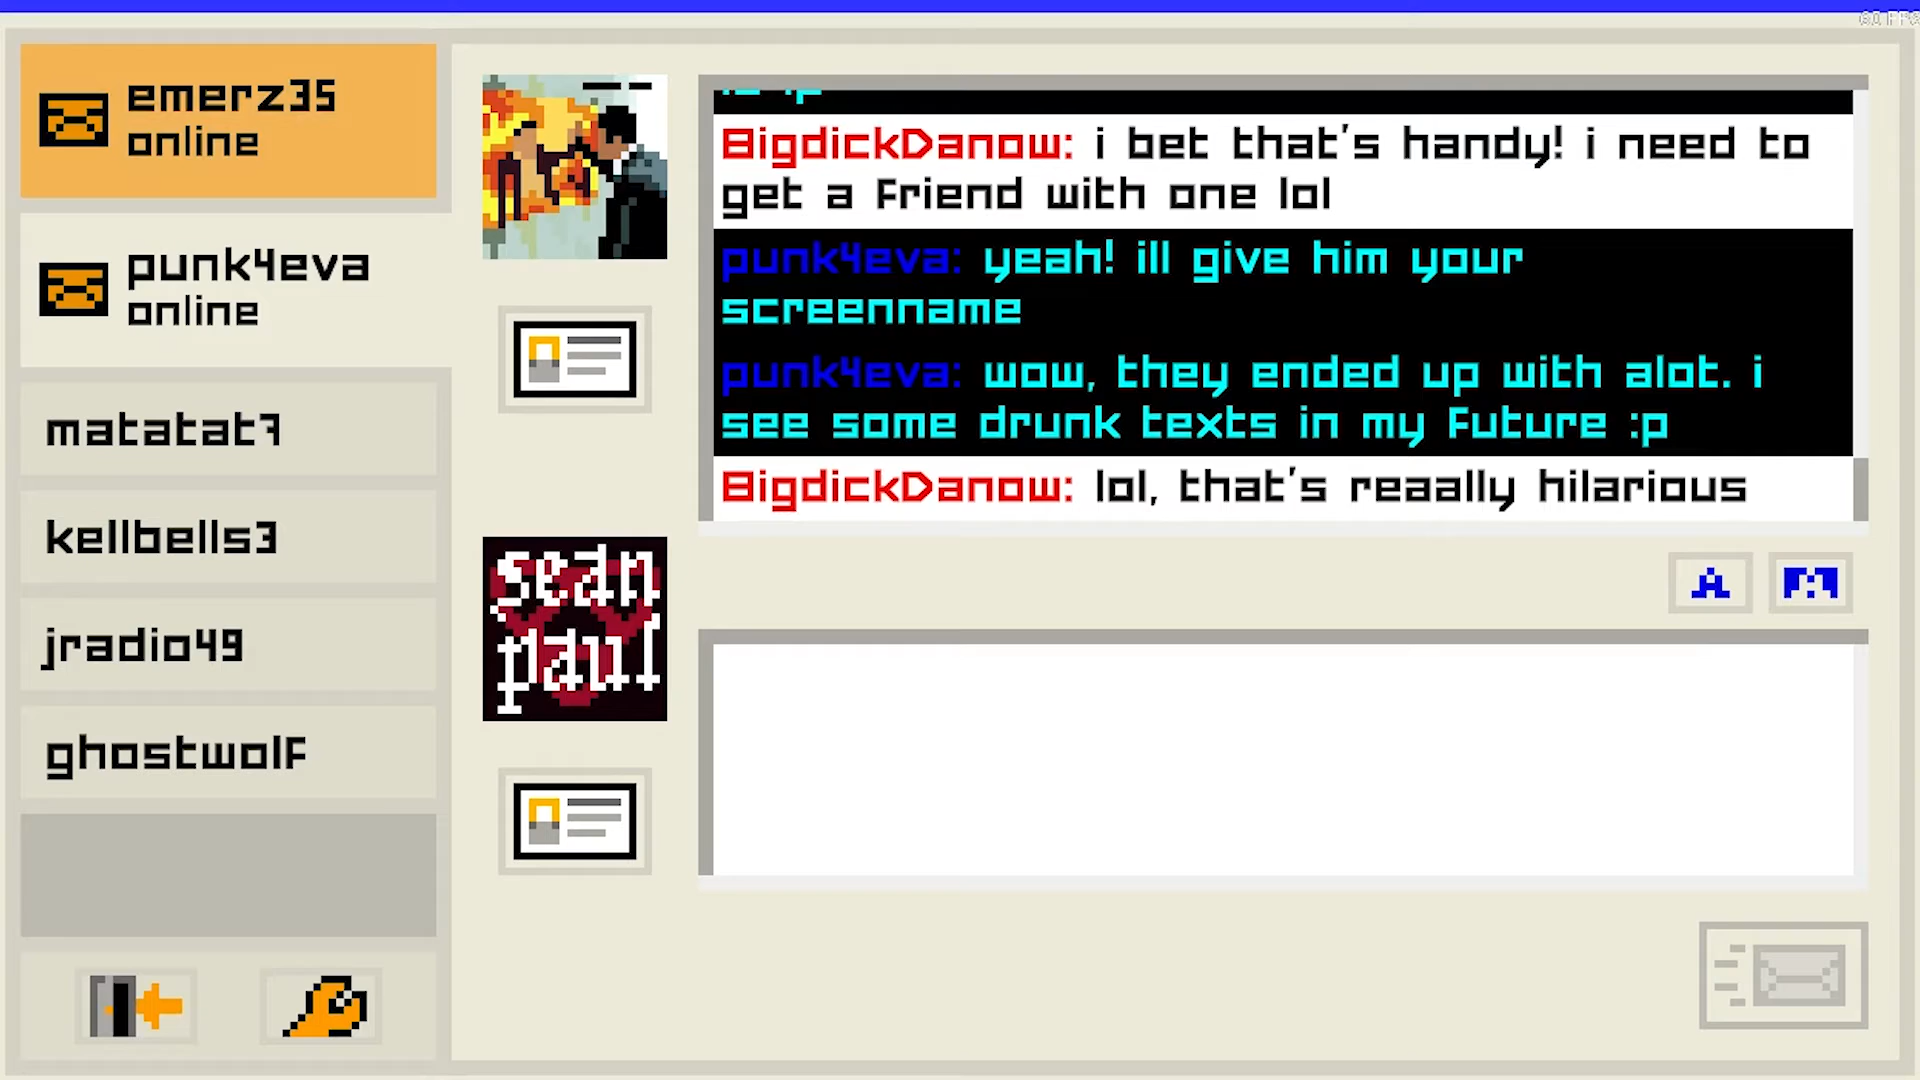 60 FPS
emerz35
online
punk4eva
online
matatat7
kellbells3
jradio49
ghostwolf
BigdickDanow: i bet that's handy! i need to
get a friend with one lol
punk4eva: yeah! ill give him your
screenname
punk4eva: wow, they ended up with alot. i
see some drunk texts in my future :p
BigdickDanow: lol, that's reaally hilarious
A
sean
paul